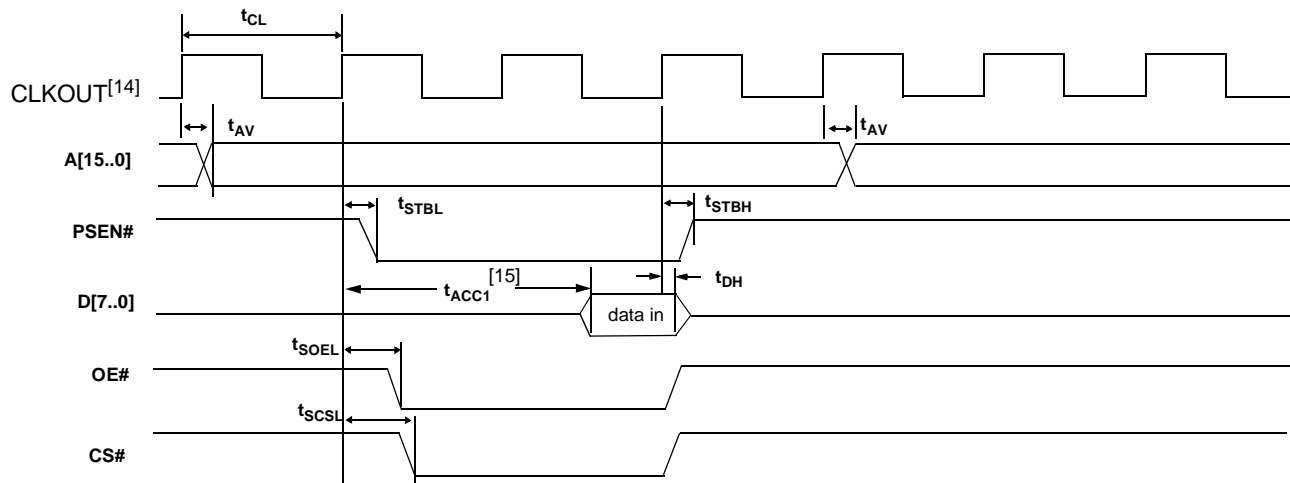 tCL
CLKOUT[14]
tAV
tAV
A[15..0]
tSTBL
tSTBH
PSEN#
[15]
tACC1
tDH
D[7..0]
data in
tSOEL
OE#
tSCSL
CS#